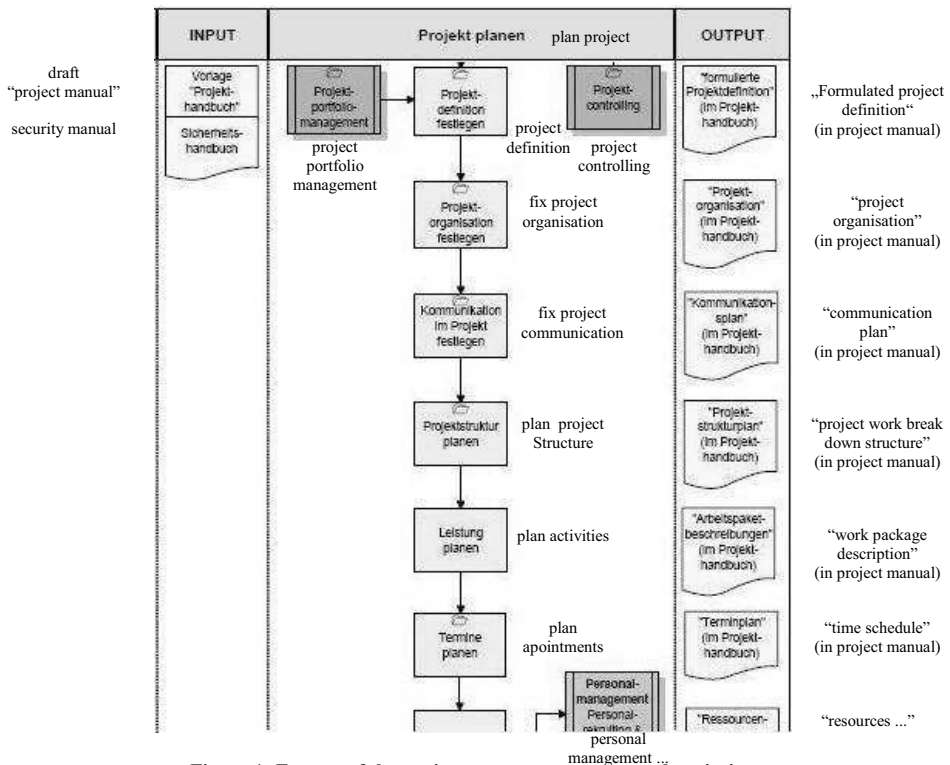 INPUT
Projekt planen
plan project
OUTPUT
draft
“project manual”
security manual
Vorlage
"Projekt-
handbuch"
Sicherheits-
handbuch
Projekt-
portfolio-
management
project
portfolio
management
Projekt-
definition
festlegen
project
definition
Projekt-
controlling
project
controlling
"formulierte
Projektdefinition"
(im Projekt-
handbuch)
„Formulated project
definition“
(in project manual)
Projekt-
organisation
festlegen
fix project
organisation
"Projekt-
organisation"
(im Projekt-
handbuch)
“project
organisation”
(in project manual)
Kommunikation
im Projekt
festlegen
fix project
communication
"Kommunikation-
splan"
(im Projekt-
handbuch)
“communication
plan”
(in project manual)
Projektstruktur
planen
plan project
Structure
"Projekt-
strukturplan"
(im Projekt-
handbuch)
“project work break
down structure”
(in project manual)
Leistung
planen
plan activities
"Arbeitspaket-
beschreibungen"
(im Projekt-
handbuch)
“work package
description”
(in project manual)
Termine
planen
plan
apointments
"Terminplan"
(im Projekt-
handbuch)
“time schedule”
(in project manual)
Personal-
management
Personal-
personal
management ...
"Ressourcen-
“resources ...”